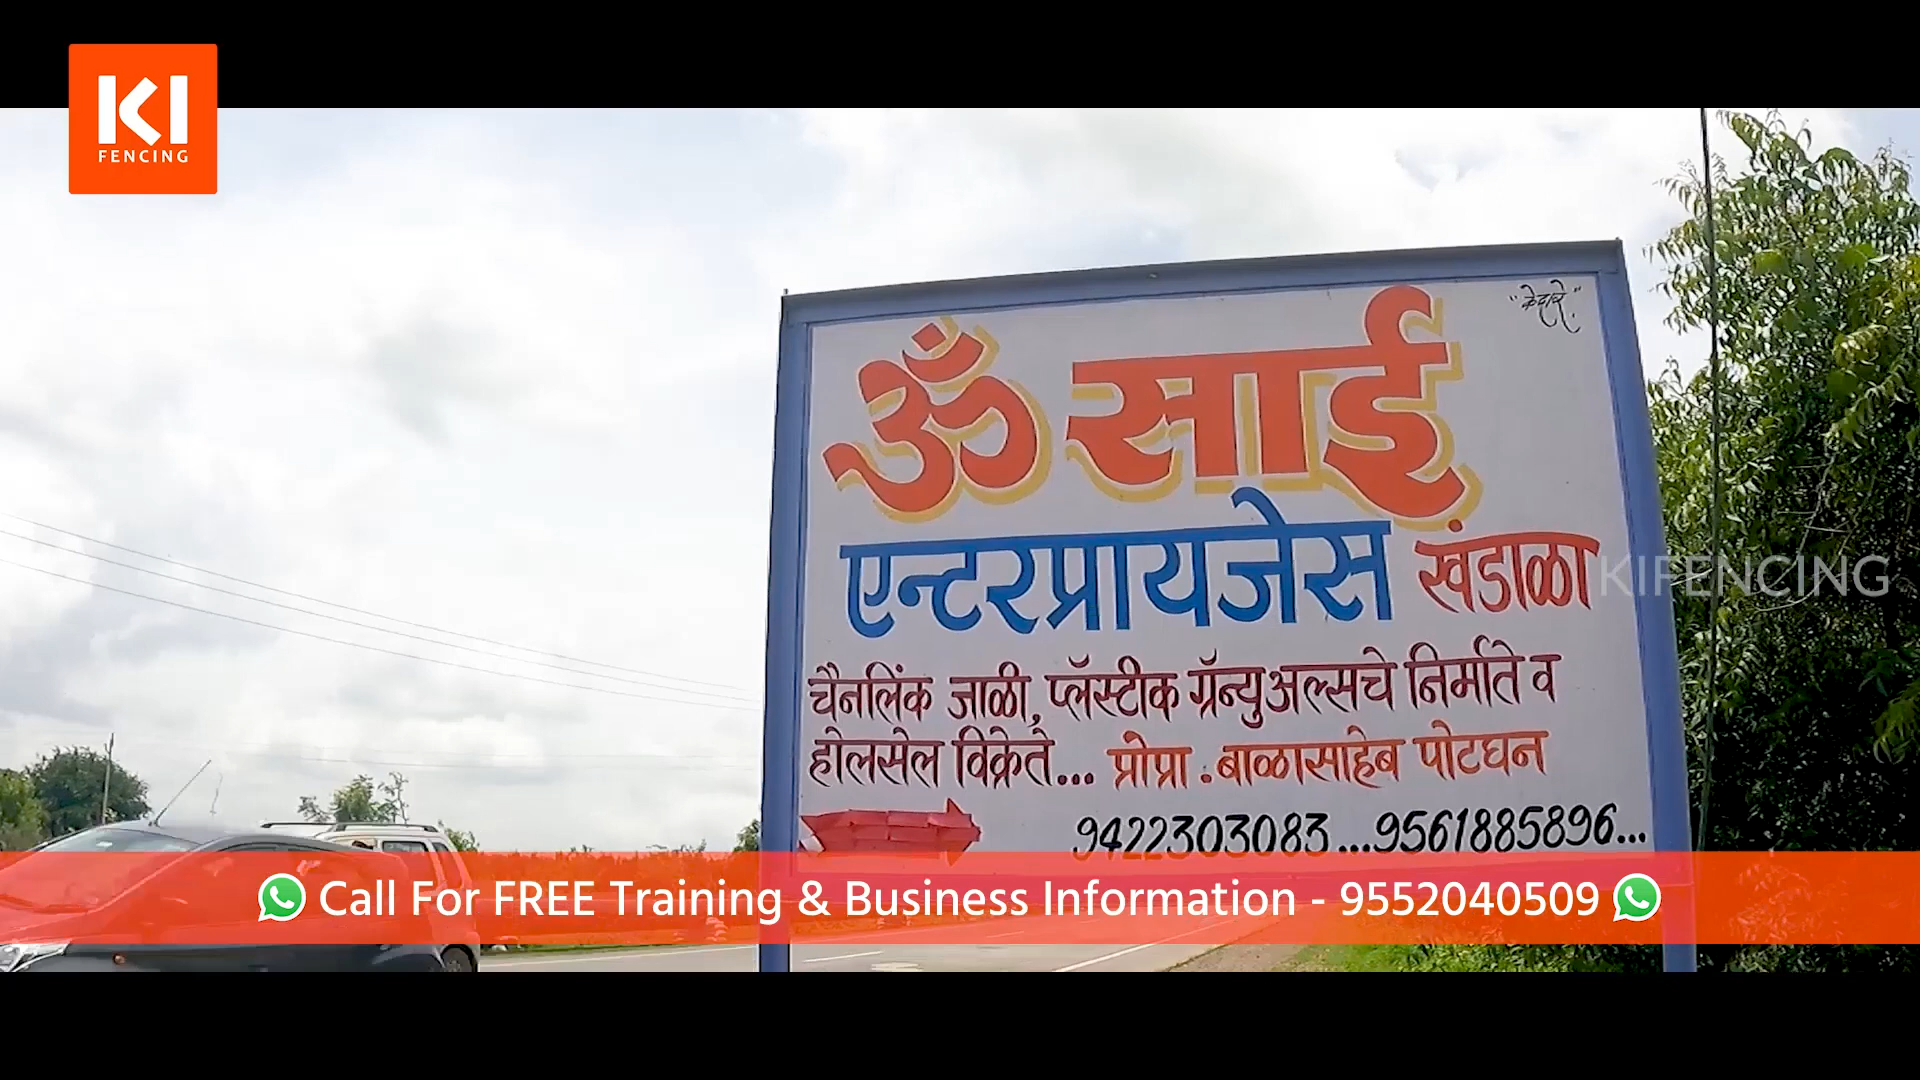 KI
FENCING
"केदारे"
ॐ साई
एन्टरप्रायजेस खंडाळा
KIFENCING
चैनलिंक जाळी, प्लॅस्टीक ग्रॅन्युअल्सचे निर्माते व
होलसेल विक्रेते... प्रोप्रा. बाळासाहेब पोटघन
9422303083...9561885896...
Call For FREE Training & Business Information - 9552040509